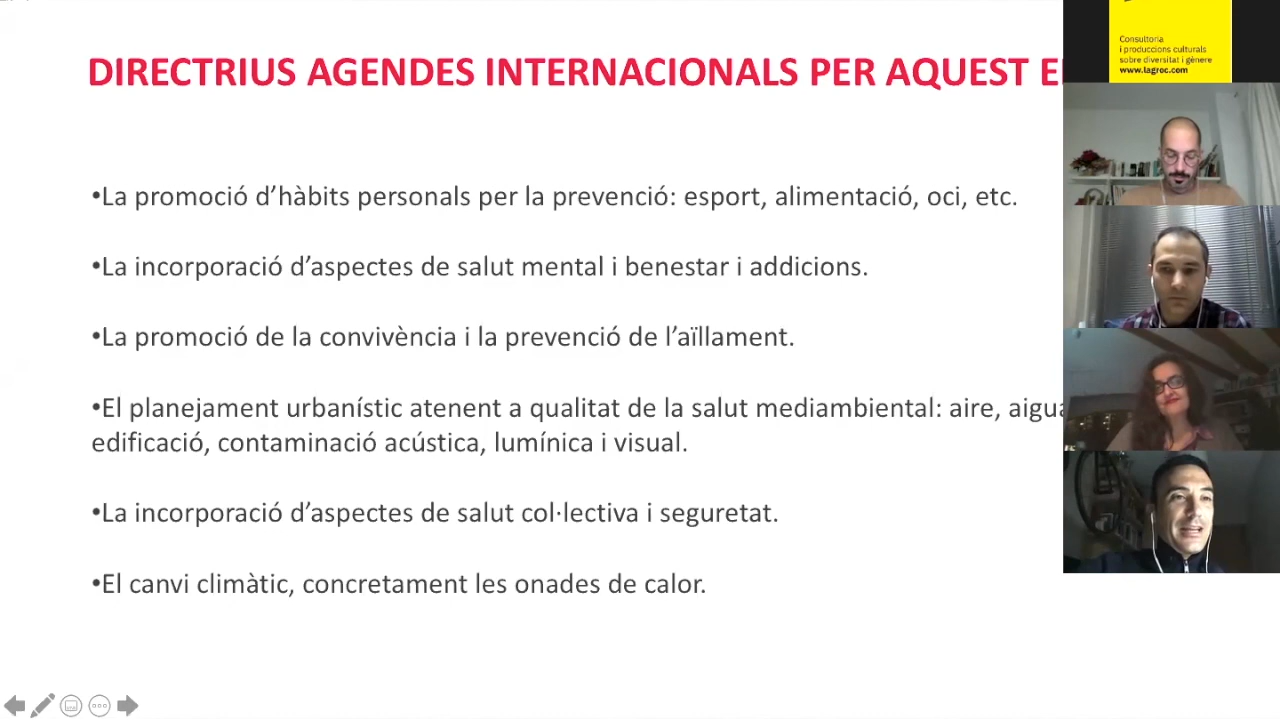 DIRECTRIUS AGENDES INTERNACIONALS PER AQUEST
•La promoció d’hàbits personals per la prevenció: esport, alimentació, oci, etc.
•La incorporació d’aspectes de salut mental i benestar i addicions.
•La promoció de la convivència i la prevenció de l’aïllament.
•El planejament urbanístic atenent a qualitat de la salut mediambiental: aire, aigua
edificació, contaminació acústica, lumínica i visual.
•La incorporació d’aspectes de salut col·lectiva i seguretat.
•El canvi climàtic, concretament les onades de calor.
Consultoria
i produccions culturals
sobre diversitat i gènere
www.lagroc.com